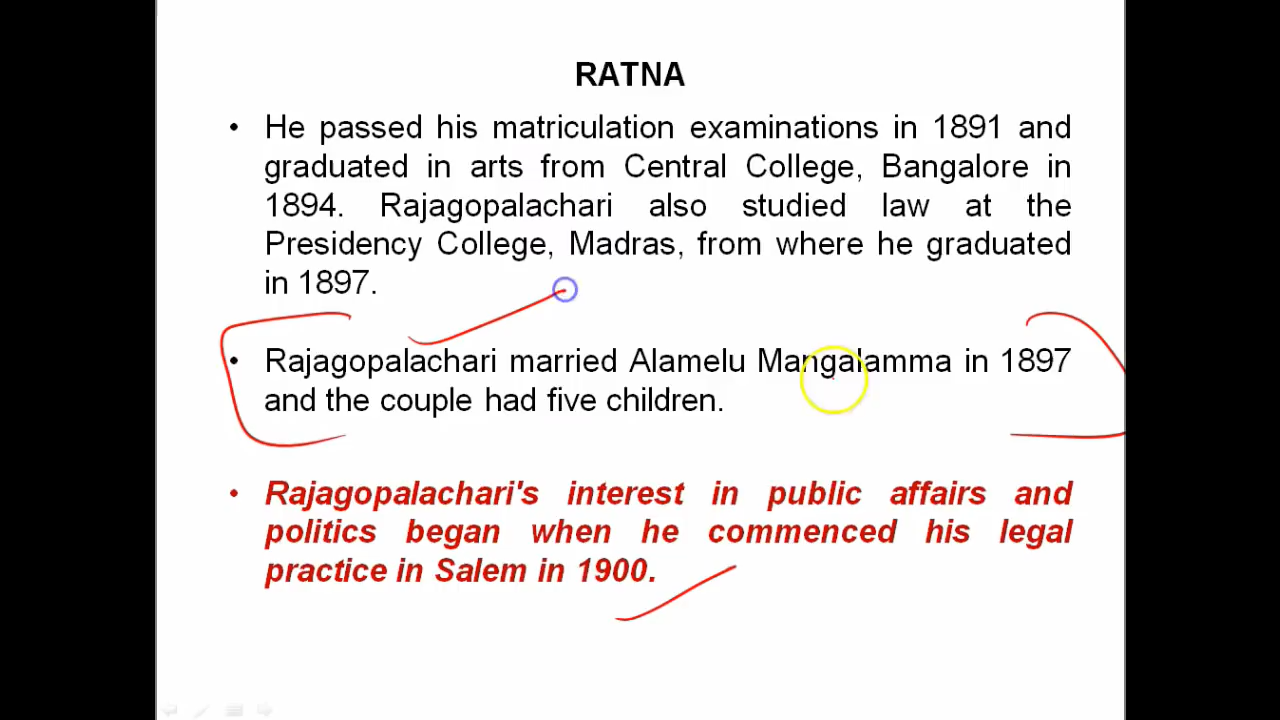 RATNA
• He passed his matriculation examinations in 1891 and
graduated in arts from Central College, Bangalore in
1894. Rajagopalachari also studied law at the
Presidency College, Madras, from where he graduated
in 1897.
• Rajagopalachari married Alamelu Mangalamma in 1897
and the couple had five children.
• Rajagopalachari's interest in public affairs and
politics began when he commenced his legal
practice in Salem in 1900.